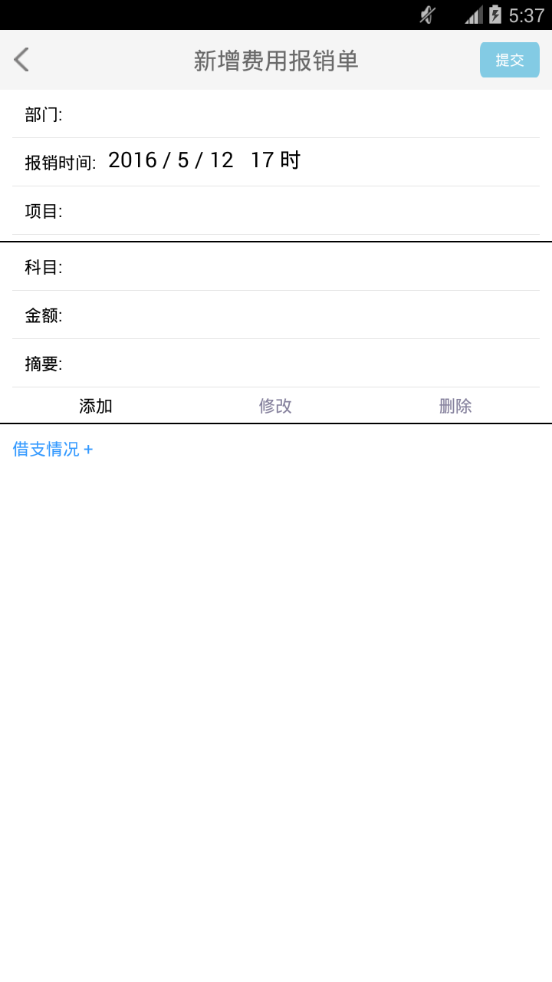 5:37
新增费用报销单 提交
部门:
报销时间: 2016 / 5 / 12 17 时
项目:
科目:
金额:
摘要:
添加 修改 删除
借支情况 +